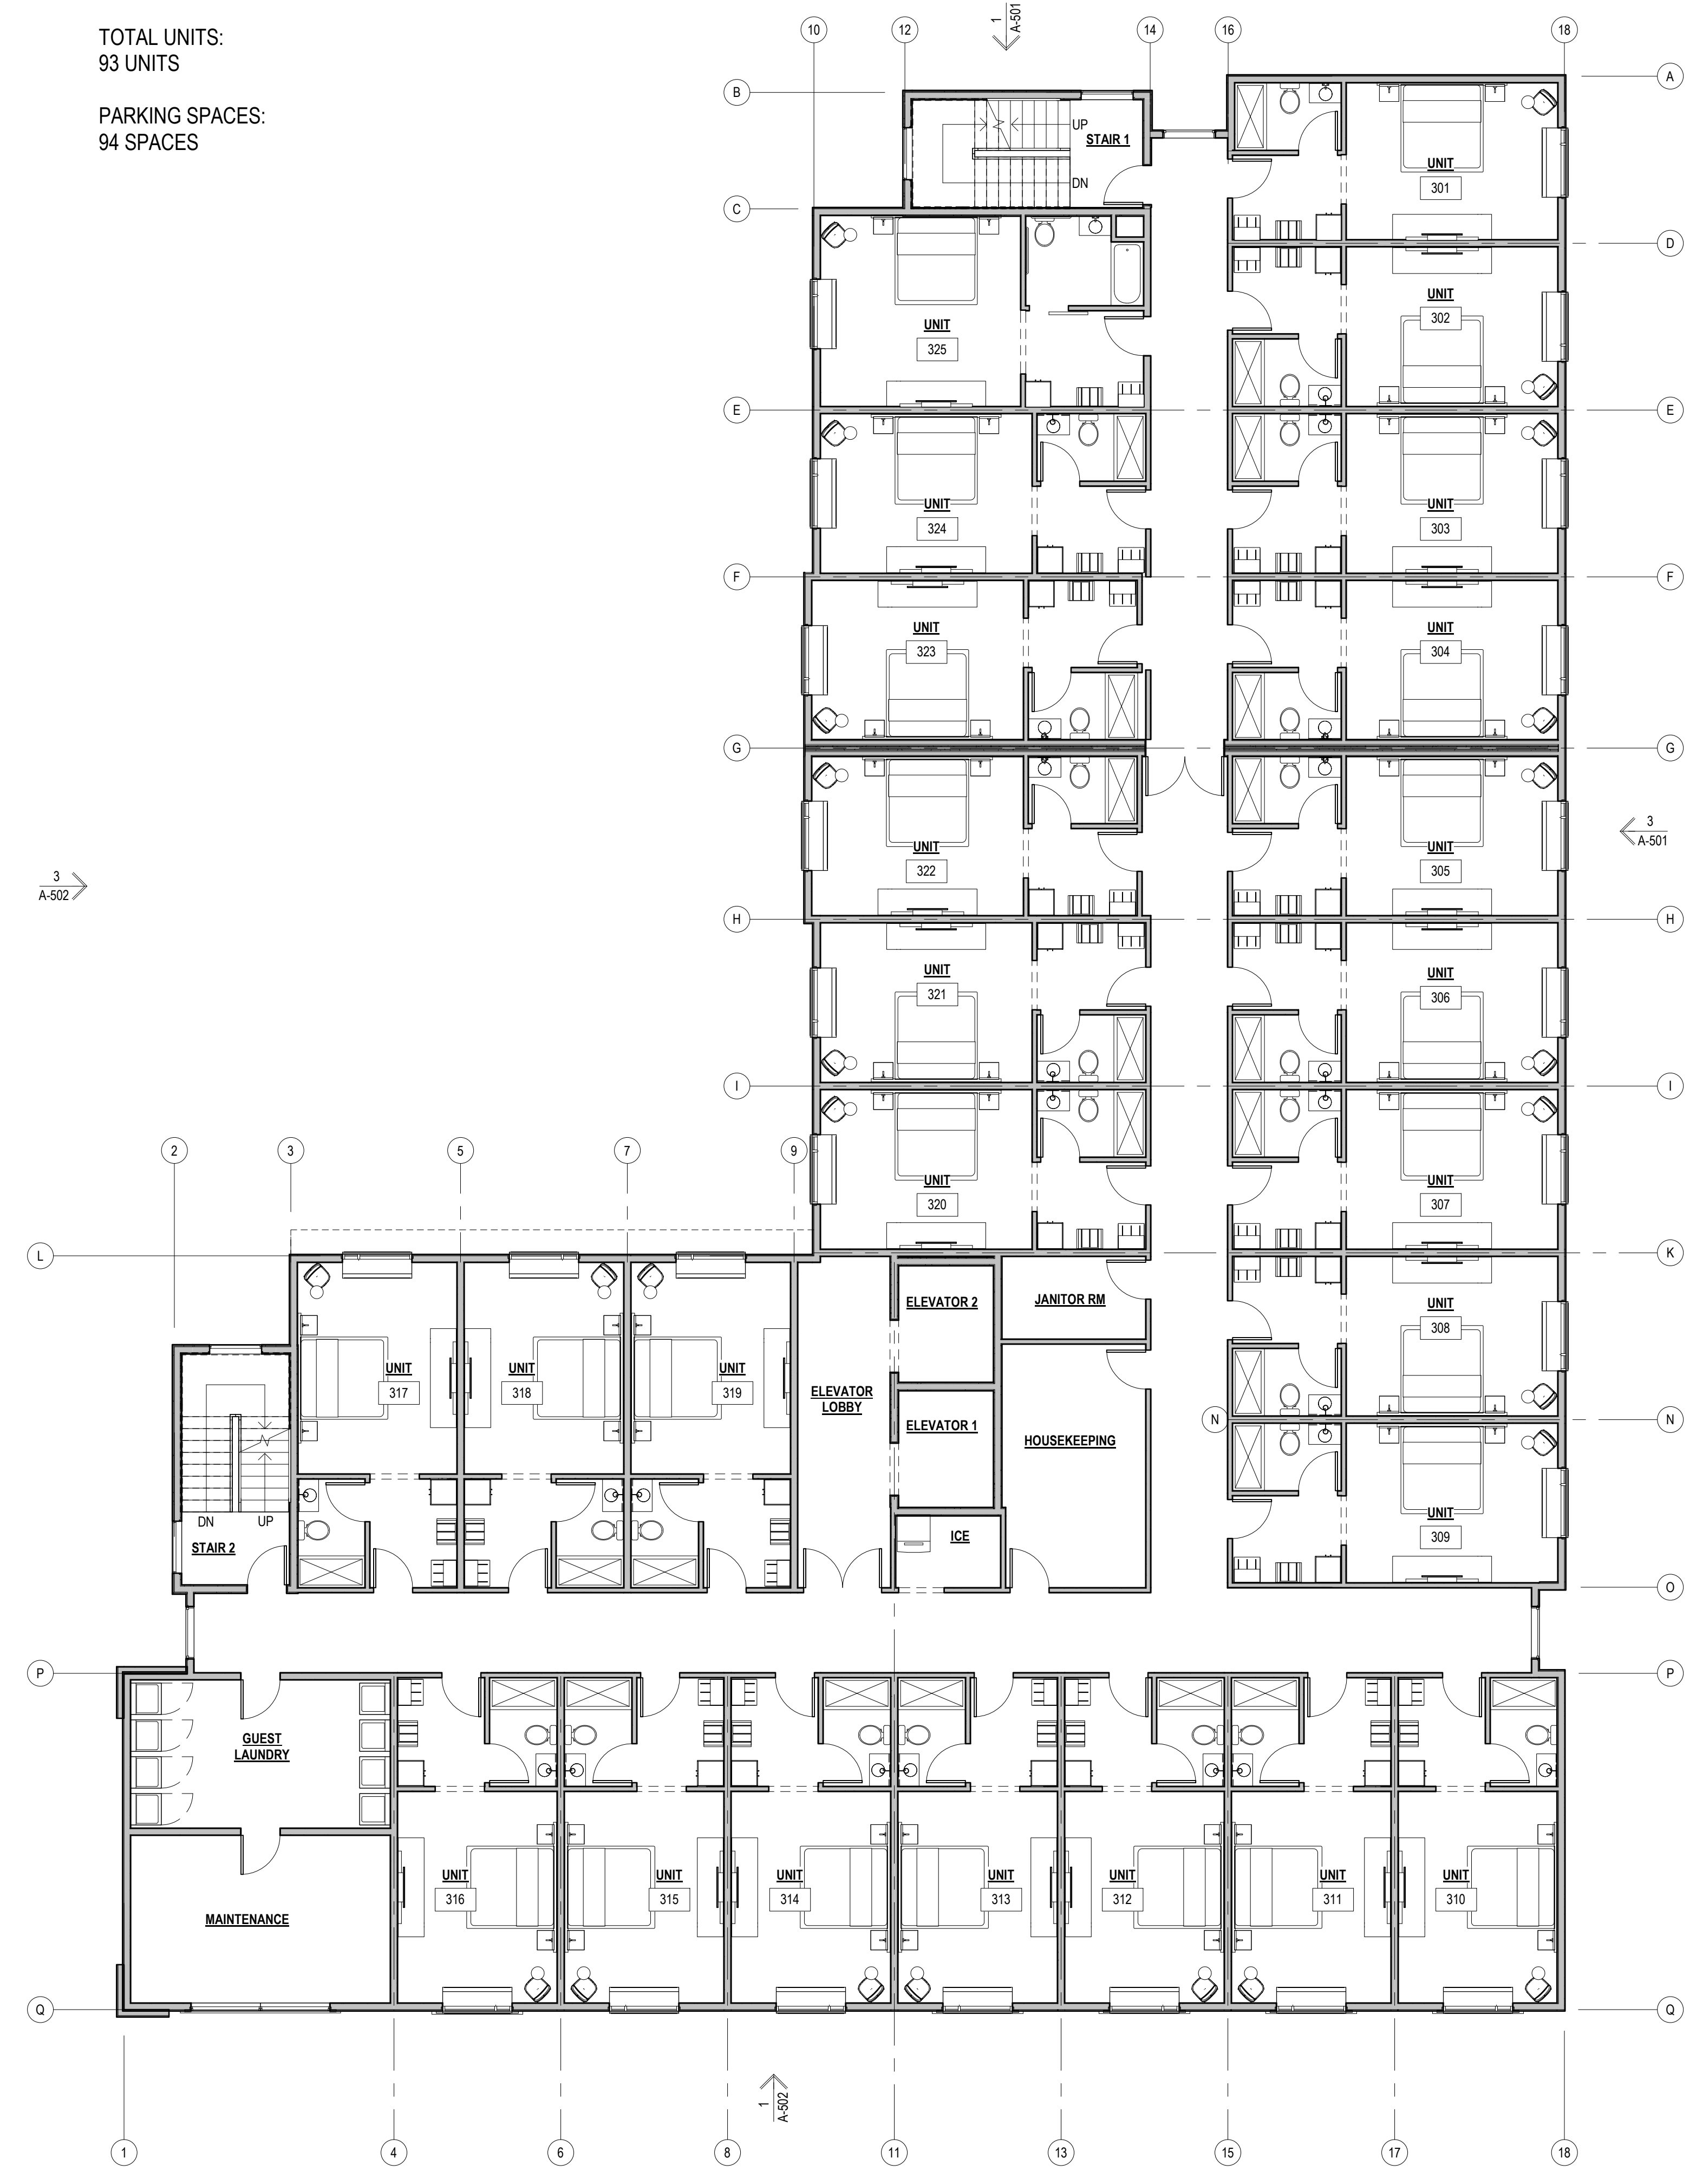 TOTAL UNITS:
93 UNITS
PARKING SPACES:
94 SPACES
1
A-501
10
12
14
16
18
A
B
UP
STAIR 1
DN
UNIT
301
C
D
UNIT
302
UNIT
325
E
E
UNIT
324
UNIT
303
F
F
UNIT
323
UNIT
304
G
G
3
A-501
UNIT
322
UNIT
305
3
A-502
H
H
UNIT
321
UNIT
306
I
I
2
3
5
7
9
UNIT
320
UNIT
307
L
K
ELEVATOR 2
JANITOR RM
UNIT
308
UNIT
317
UNIT
318
UNIT
319
ELEVATOR
LOBBY
ELEVATOR 1
HOUSEKEEPING
N
N
DN
UP
STAIR 2
ICE
UNIT
309
O
P
P
GUEST
LAUNDRY
UNIT
316
UNIT
315
UNIT
314
UNIT
313
UNIT
312
UNIT
311
UNIT
310
MAINTENANCE
Q
Q
1
A-502
1
4
6
8
11
13
15
17
18